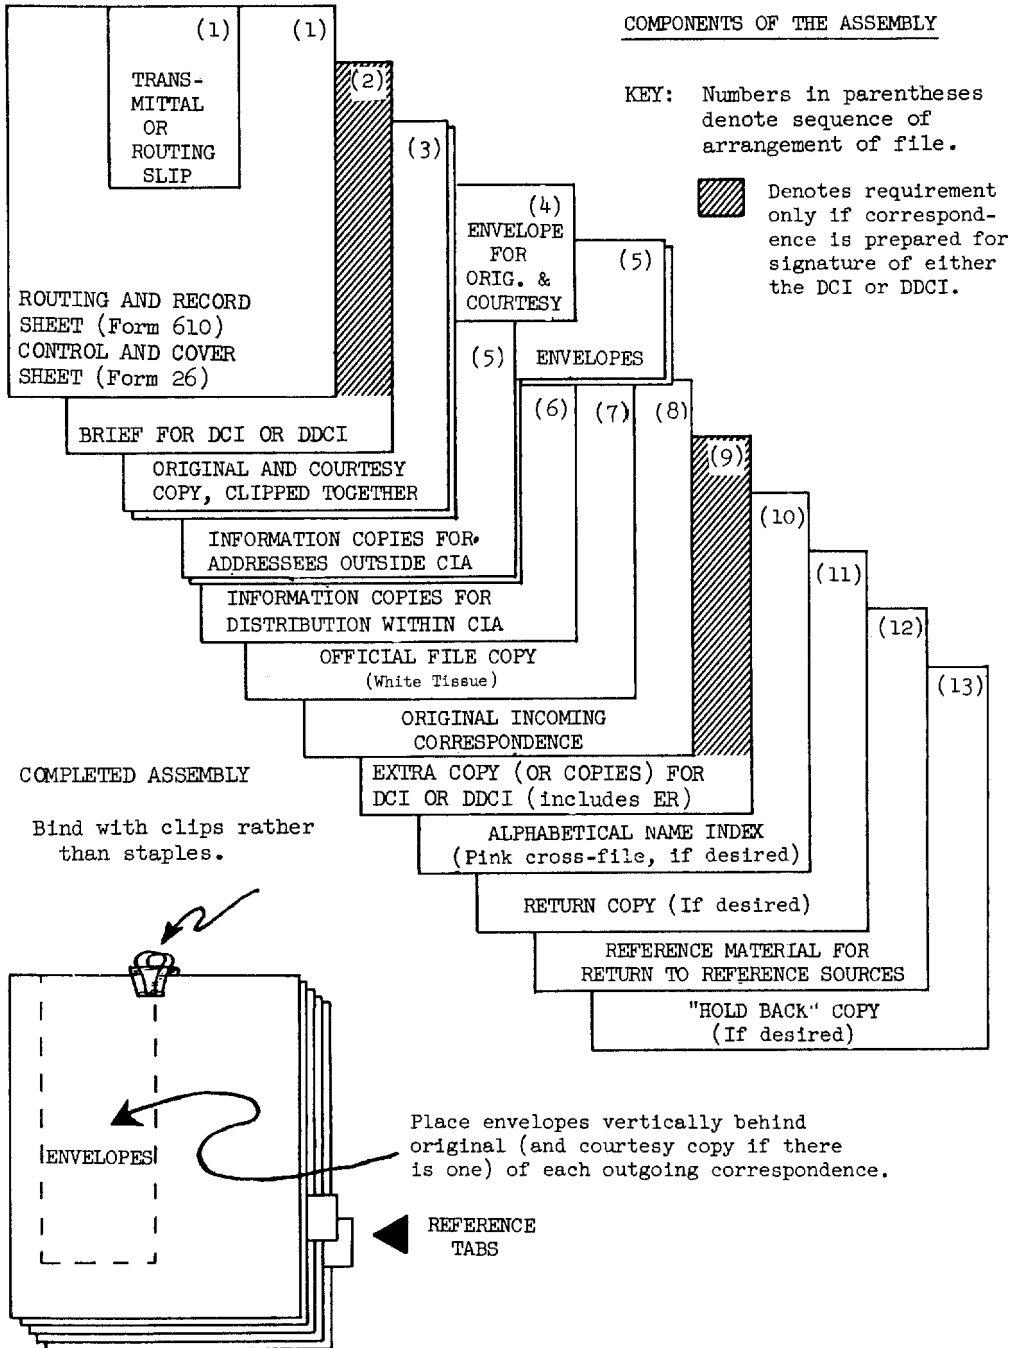 COMPONENTS OF THE ASSEMBLY
KEY: Numbers in parentheses
denote sequence of
arrangement of file.
Denotes requirement
only if correspond-
ence is prepared for
signature of either
the DCI or DDCI.
(1)
TRANS-
MITTAL
OR
ROUTING
SLIP
(1)
ROUTING AND RECORD
SHEET (Form 610)
CONTROL AND COVER
SHEET (Form 26)
(2)
BRIEF FOR DCI OR DDCI
(3)
ORIGINAL AND COURTESY
COPY, CLIPPED TOGETHER
(4)
ENVELOPE
FOR
ORIG. &
COURTESY
(5)
ENVELOPES
(5)
INFORMATION COPIES FOR
ADDRESSEES OUTSIDE CIA
(6)
INFORMATION COPIES FOR
DISTRIBUTION WITHIN CIA
(7)
OFFICIAL FILE COPY
(White Tissue)
(8)
ORIGINAL INCOMING
CORRESPONDENCE
(9)
EXTRA COPY (OR COPIES) FOR
DCI OR DDCI (includes ER)
(10)
ALPHABETICAL NAME INDEX
(Pink cross-file, if desired)
(11)
RETURN COPY (If desired)
(12)
REFERENCE MATERIAL FOR
RETURN TO REFERENCE SOURCES
(13)
"HOLD BACK" COPY
(If desired)
COMPLETED ASSEMBLY
Bind with clips rather
than staples.
ENVELOPES
Place envelopes vertically behind
original (and courtesy copy if there
is one) of each outgoing correspondence.
REFERENCE
TABS